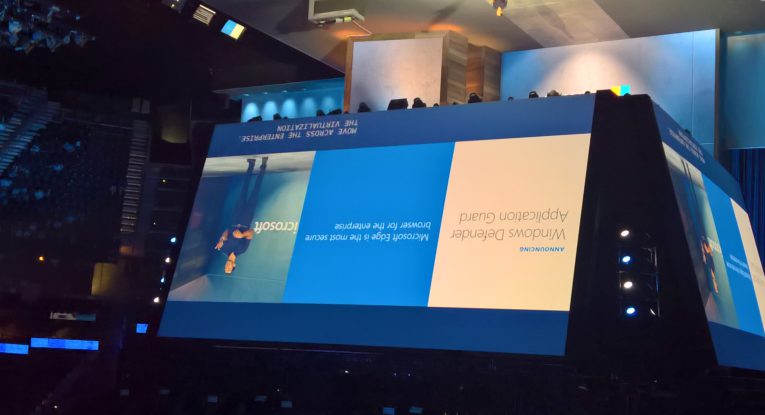 ANNOUNCING
Windows Defender
Application Guard
Microsoft Edge is the most secure
browser for the enterprise
icrosoft
MOVE ACROSS THE ENTERPRISE.
THE VIRTUALIZATION